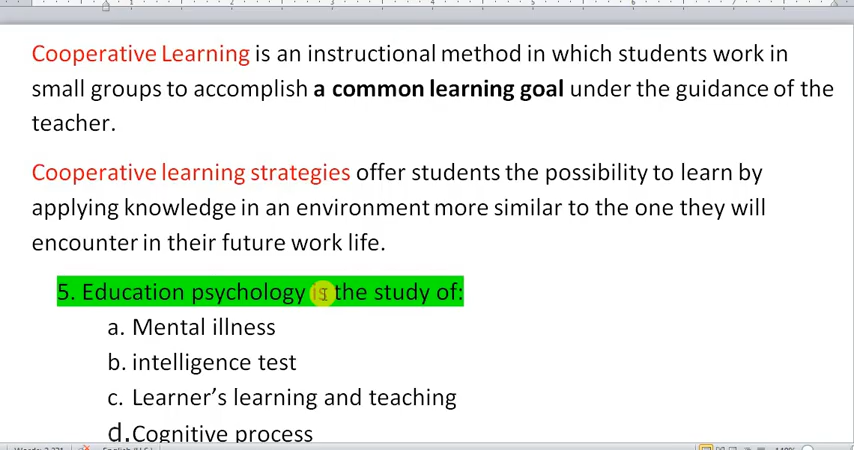 Cooperative Learning is an instructional method in which students work in
small groups to accomplish a common learning goal under the guidance of the
teacher.
Cooperative learning strategies offer students the possibility to learn by
applying knowledge in an environment more similar to the one they will
encounter in their future work life.
5. Education psychology is the study of:
a. Mental illness
b. intelligence test
c. Learner’s learning and teaching
d. Cognitive process